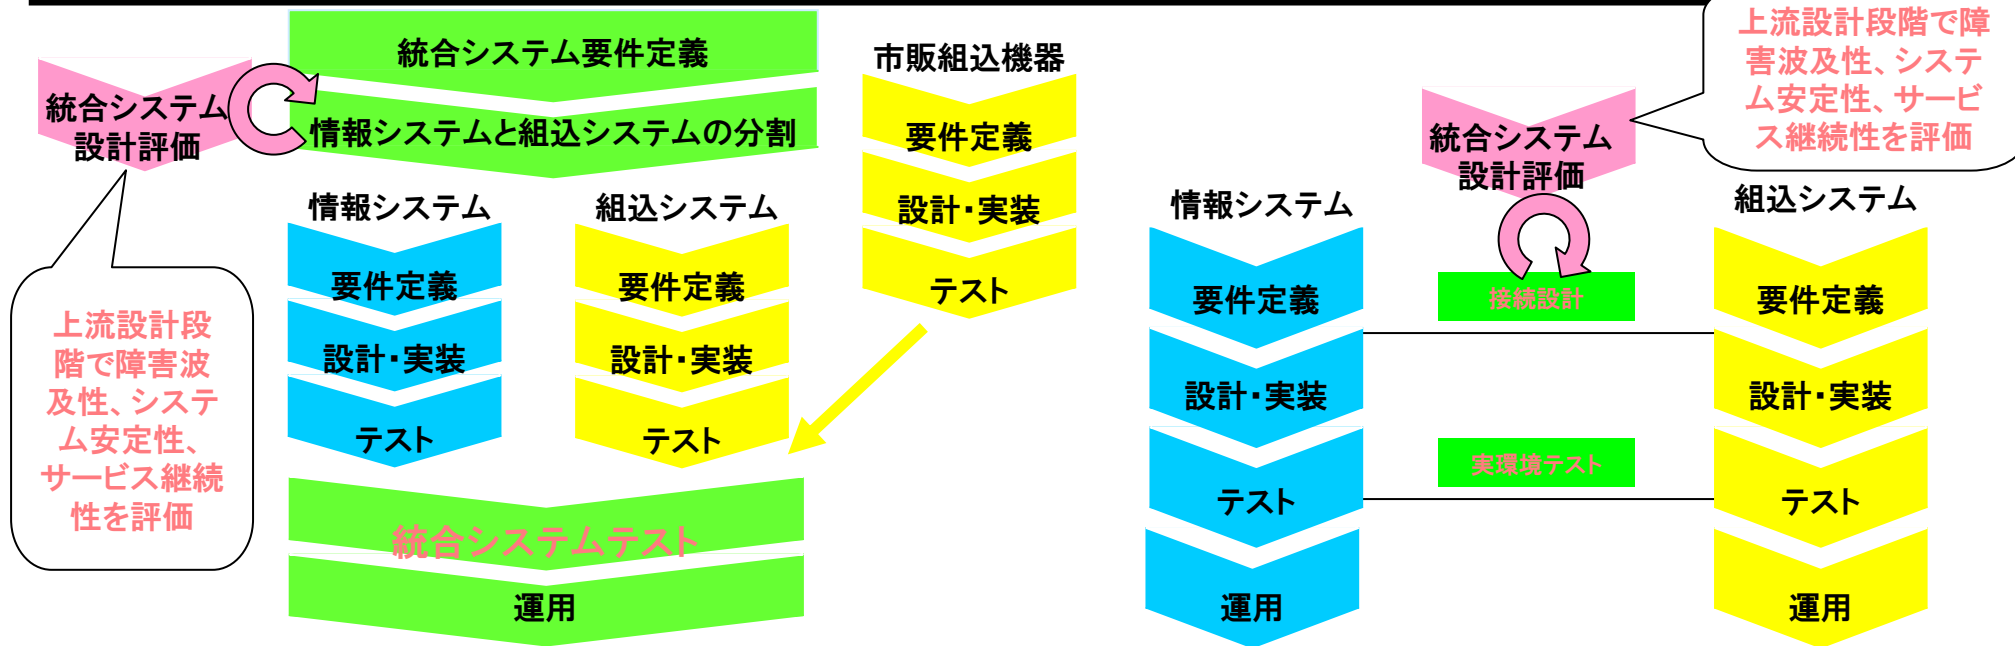 統合システム要件定義
情報システムと組込システムの分割
統合システム
設計評価
上流設計段
階で障害波
及性、システ
ム安定性、
サービス継続
性を評価
情報システム
要件定義
設計・実装
テスト
組込システム
要件定義
設計・実装
テスト
市販組込機器
要件定義
設計・実装
テスト
統合システムテスト
運用
上流設計段階で障
害波及性、システ
ム安定性、サービ
ス継続性を評価
統合システム
設計評価
情報システム
要件定義
設計・実装
テスト
運用
接続設計
実環境テスト
組込システム
要件定義
設計・実装
テスト
運用